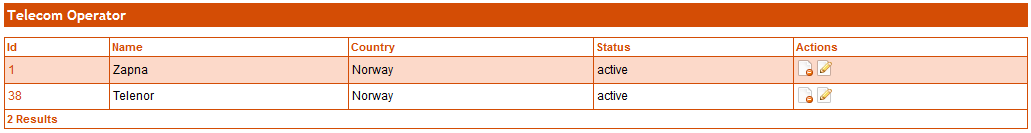 Telecom Operator
Id Name Country Status Actions
1 Zapna Norway active
38 Telenor Norway active
2 Results